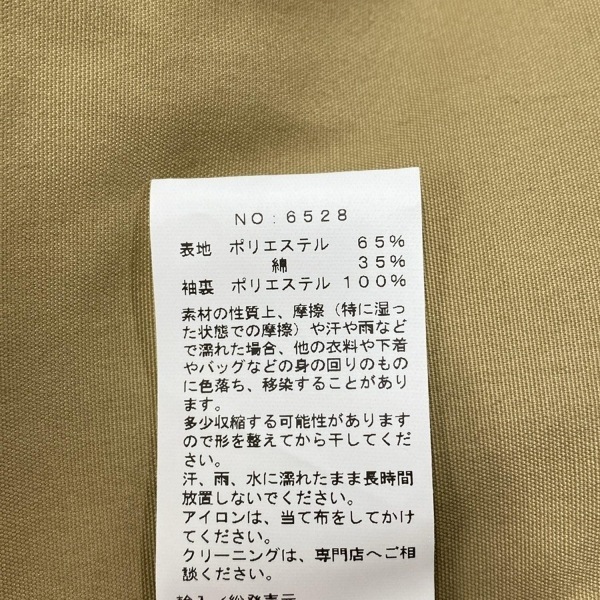 NO:6528
表地 ポリエステル 65%
綿 35%
袖裏 ポリエステル 100%
素材の性質上、摩擦（特に湿っ
た状態での摩擦）や汗や雨など
で濡れた場合、他の衣料や下着
やバッグなどの身の回りのもの
に色落ち、移染することがあり
ます。
多少収縮する可能性があります
ので形を整えてから干してくだ
さい。
汗、雨、水に濡れたまま長時間
放置しないでください。
アイロンは、当て布をしてかけ
てください。
クリーニングは、専門店へご相
談ください。